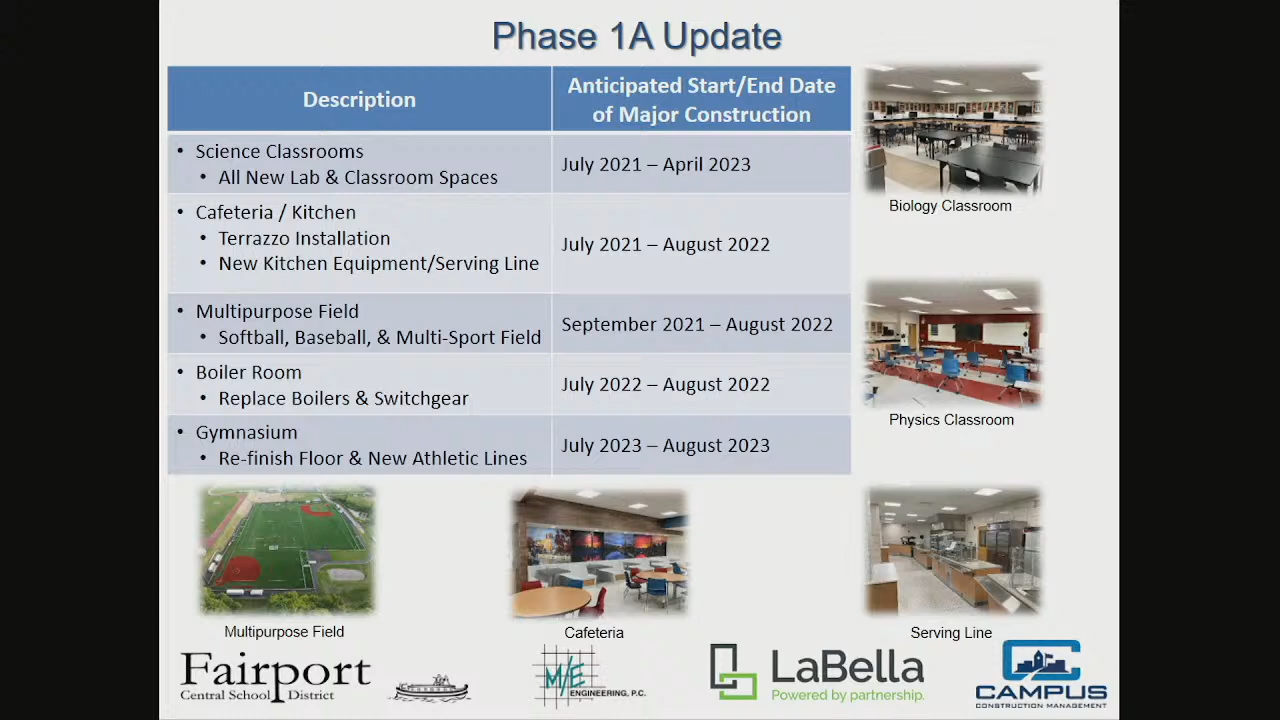 Phase 1A Update
Description
Anticipated Start/End Date
of Major Construction
• Science Classrooms
• All New Lab & Classroom Spaces
July 2021 – April 2023
• Cafeteria / Kitchen
• Terrazzo Installation
• New Kitchen Equipment/Serving Line
July 2021 – August 2022
• Multipurpose Field
• Softball, Baseball, & Multi-Sport Field
September 2021 – August 2022
• Boiler Room
• Replace Boilers & Switchgear
July 2022 – August 2022
• Gymnasium
• Re-finish Floor & New Athletic Lines
July 2023 – August 2023
Biology Classroom
Physics Classroom
Multipurpose Field
Cafeteria
Serving Line
Fairport
Central School District
M/E
ENGINEERING, P.C.
LaBella
Powered by partnership.
CAMPUS
CONSTRUCTION MANAGEMENT